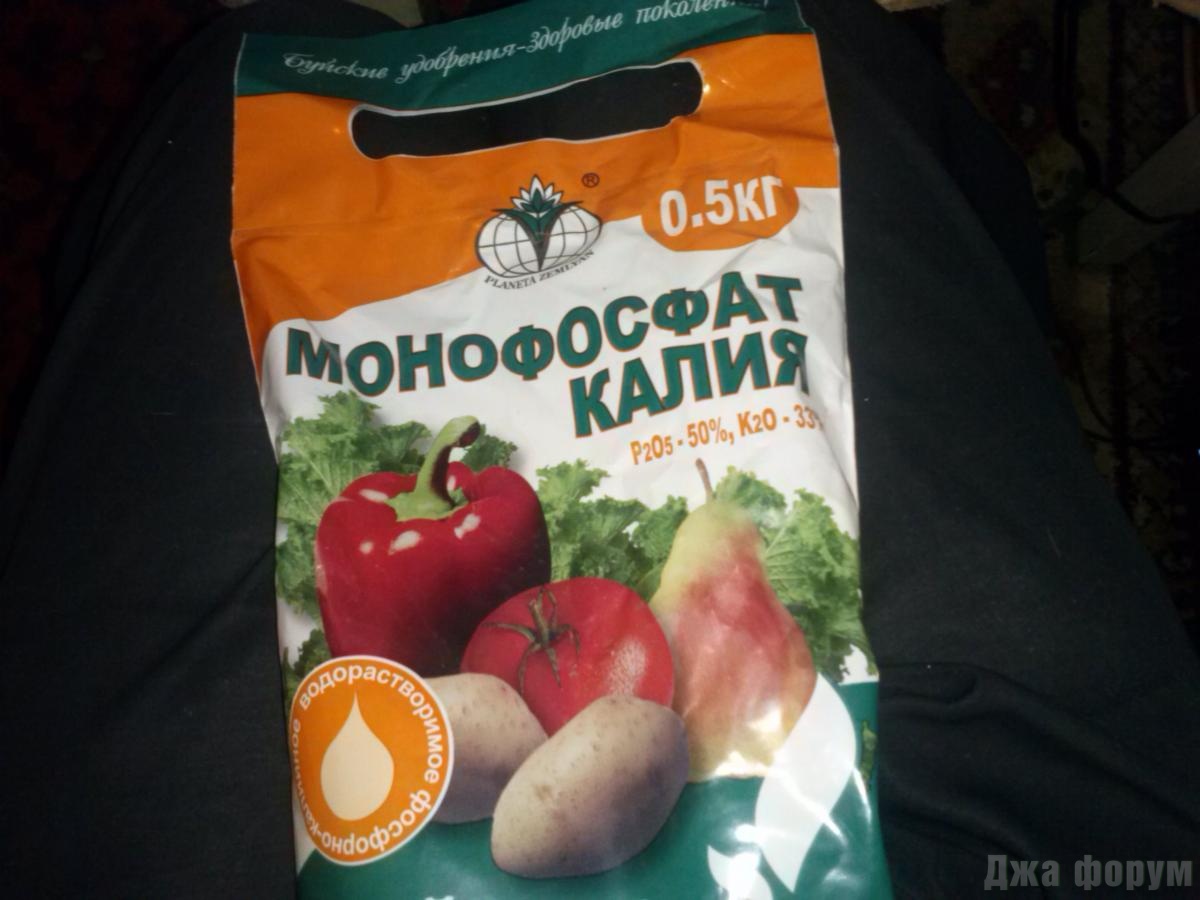 Буйские удобрения-здоровые поколения
®
0.5кг
PLANETA ZEMLYAN
МОНОФОСФАТ
КАЛИЯ
P2O5 - 50%, K2O - 33%
водорастворимое фосфорно-калийное
Джа форум